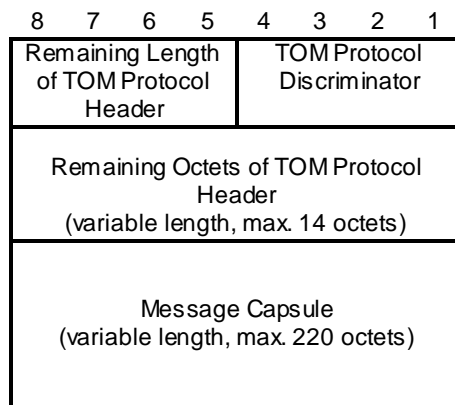 8 7 6 5 4 3 2 1
Remaining Length
of TOM Protocol
Header
TOM Protocol
Discriminator
Remaining Octets of TOM Protocol
Header
(variable length, max. 14 octets)
Message Capsule
(variable length, max. 220 octets)